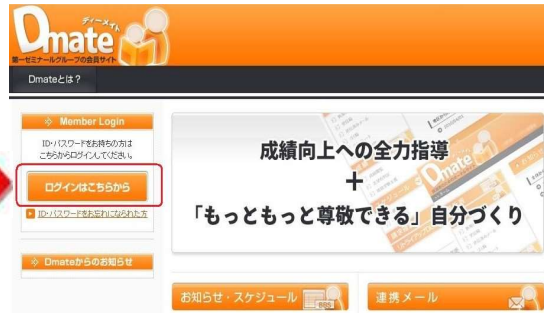 ディーメイト
Dmate
第一ゼミナールグループの会員サイト
Dmateとは？
Member Login
ID・パスワードをお持ちの方は
こちらからログインしてください。
ログインはこちらから
ID・パスワードをお忘れになられた方
Dmateからのお知らせ
成績向上への全力指導
＋
「もっともっと尊敬できる」自分づくり
お知らせ・スケジュール
連携メール